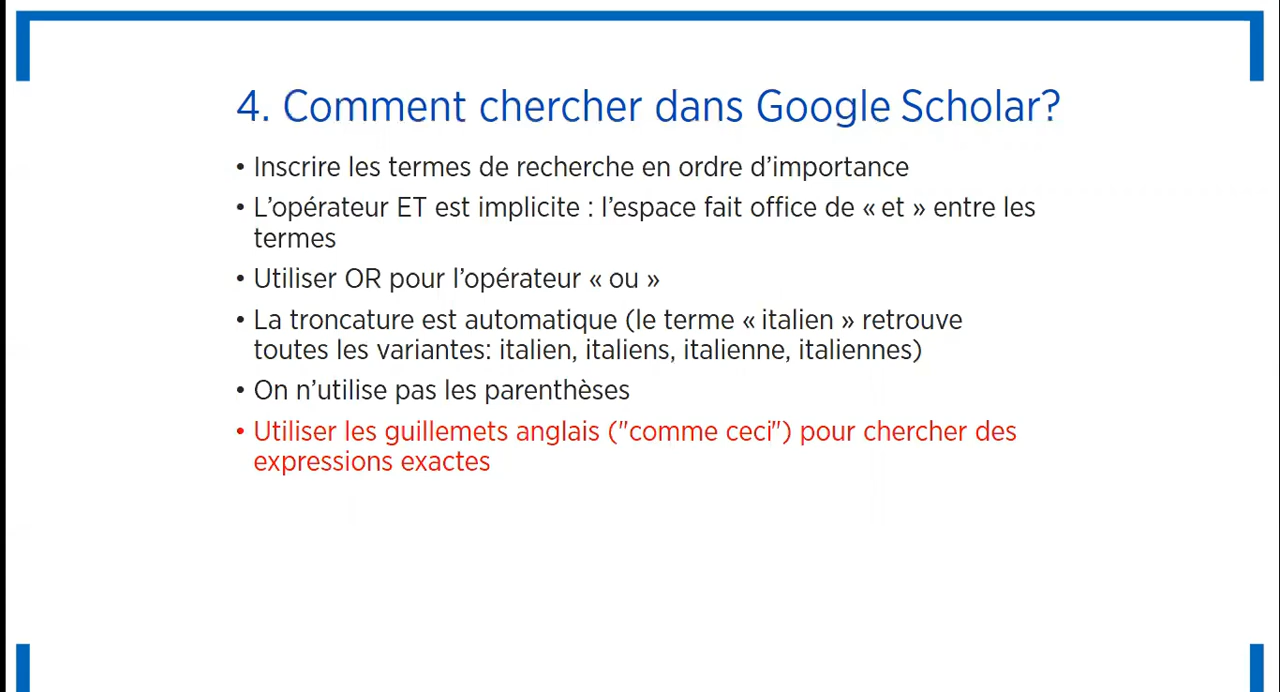 4. Comment chercher dans Google Scholar?
• Inscrire les termes de recherche en ordre d’importance
• L’opérateur ET est implicite : l’espace fait office de « et » entre les
termes
• Utiliser OR pour l’opérateur « ou »
• La troncature est automatique (le terme « italien » retrouve
toutes les variantes: italien, italiens, italienne, italiennes)
• On n’utilise pas les parenthèses
• Utiliser les guillemets anglais ("comme ceci") pour chercher des
expressions exactes